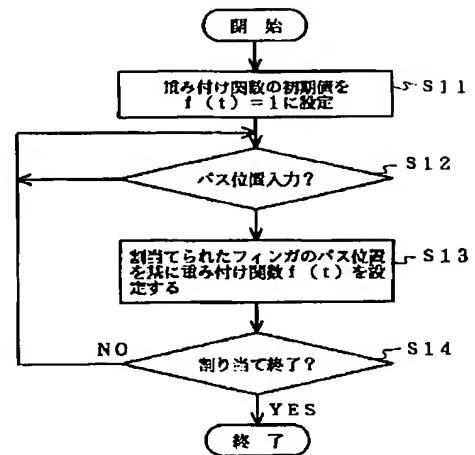 開 始
重み付け関数の初期値を
f (t) = 1に設定
S11
パス位置入力?
S12
割当てられたフィンガのパス位置
を基に重み付け関数f (t) を設
定する
S13
NO
割り当て終了?
S14
YES
終 了